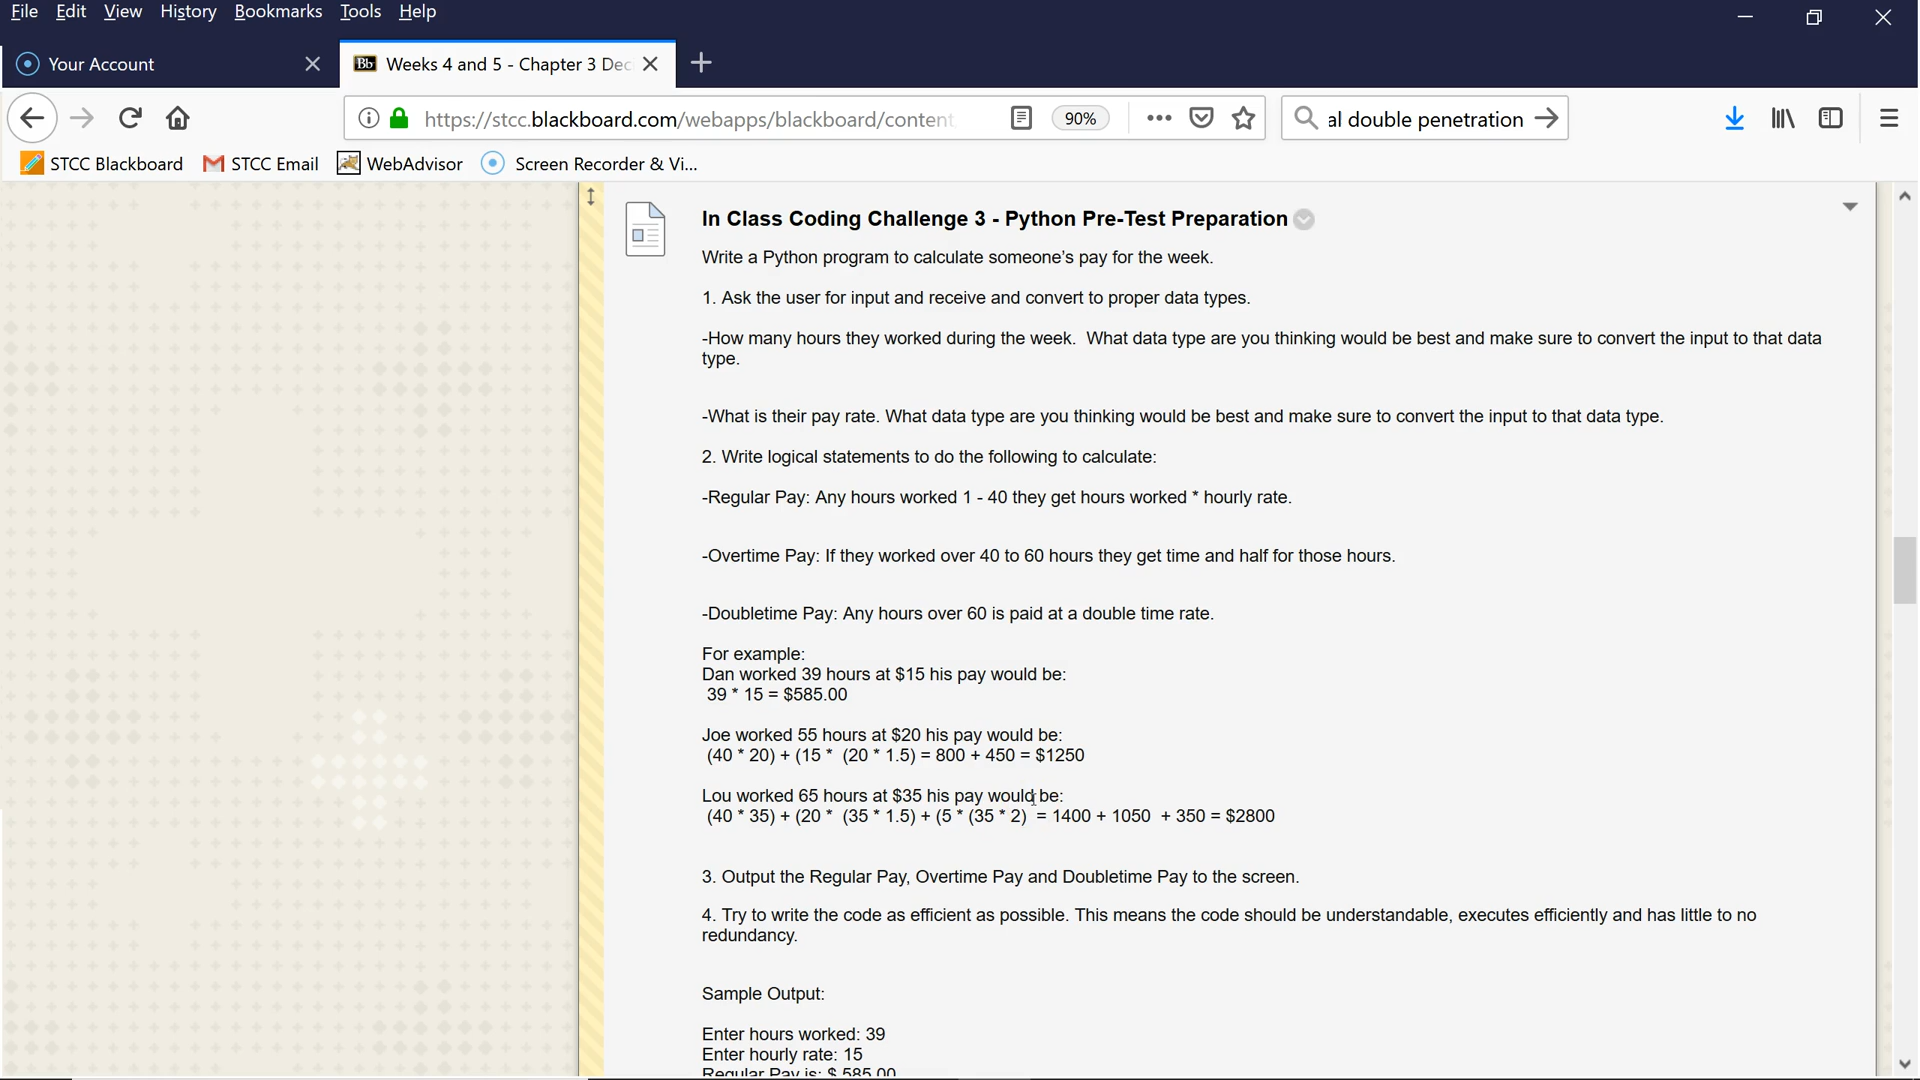 File Edit View History Bookmarks Tools Help
Your Account
Bb Weeks 4 and 5 - Chapter 3 Dec
https://stcc.blackboard.com/webapps/blackboard/content
90%
al double penetration
STCC Blackboard STCC Email WebAdvisor Screen Recorder & Vi...
In Class Coding Challenge 3 - Python Pre-Test Preparation
Write a Python program to calculate someone's pay for the week.
1. Ask the user for input and receive and convert to proper data types.
-How many hours they worked during the week.  What data type are you thinking would be best and make sure to convert the input to that data
type.
-What is their pay rate. What data type are you thinking would be best and make sure to convert the input to that data type.
2. Write logical statements to do the following to calculate:
-Regular Pay: Any hours worked 1 - 40 they get hours worked * hourly rate.
-Overtime Pay: If they worked over 40 to 60 hours they get time and half for those hours.
-Doubletime Pay: Any hours over 60 is paid at a double time rate.
For example:
Dan worked 39 hours at $15 his pay would be:
39 * 15 = $585.00
Joe worked 55 hours at $20 his pay would be:
(40 * 20) + (15 *  (20 * 1.5) = 800 + 450 = $1250
Lou worked 65 hours at $35 his pay would be:
(40 * 35) + (20 *  (35 * 1.5) + (5 * (35 * 2)  = 1400 + 1050  + 350 = $2800
3. Output the Regular Pay, Overtime Pay and Doubletime Pay to the screen.
4. Try to write the code as efficient as possible. This means the code should be understandable, executes efficiently and has little to no
redundancy.
Sample Output:
Enter hours worked: 39
Enter hourly rate: 15
Regular Pay is: $ 585.00